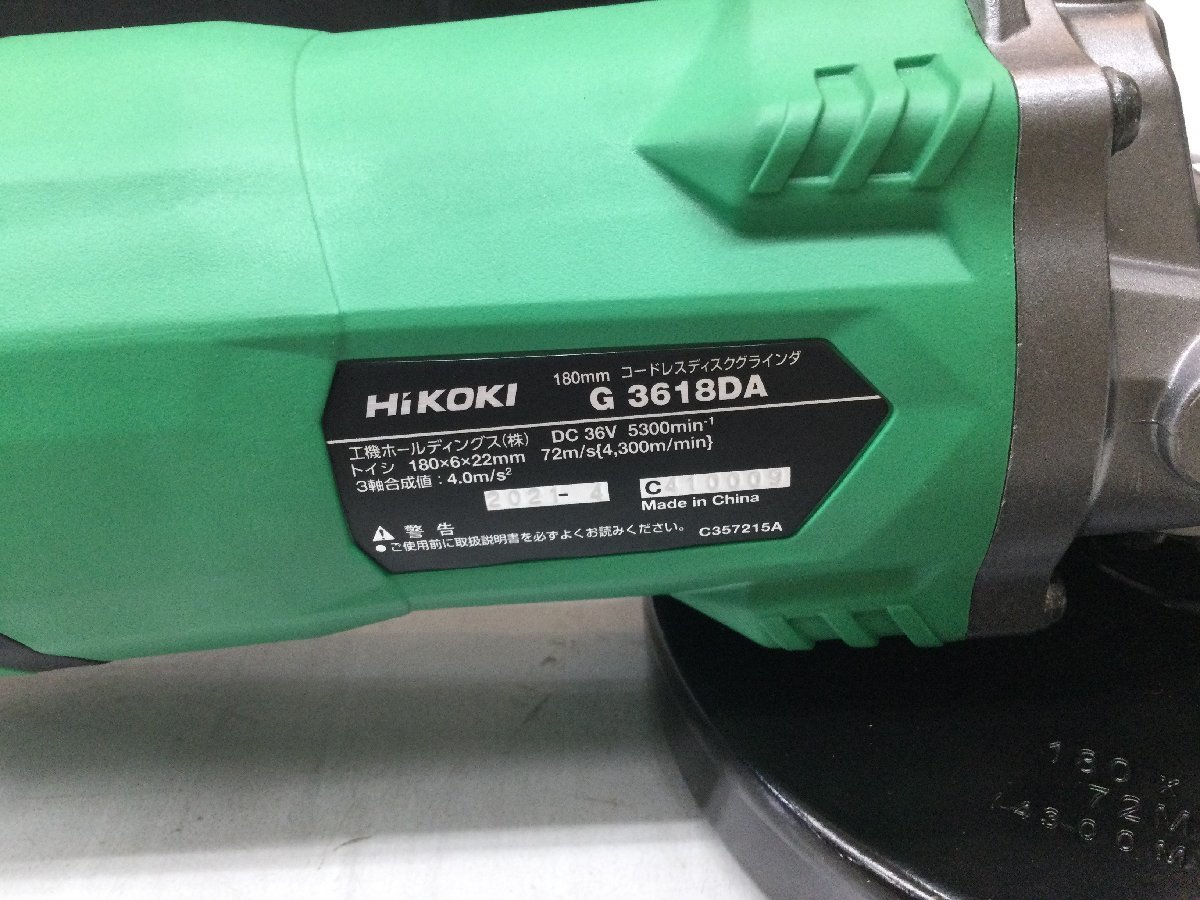 HiKOKI
180mm コードレスディスクグラインダ
G 3618DA
工機ホールディングス(株) DC 36V 5300min⁻¹
トイシ 180×6×22mm 72m/s{4,300m/min}
3軸合成値:4.0m/s²
2021- 4 C410009
Made in China
警告
●ご使用前に取扱説明書を必ずよくお読みください。 C357215A
180×
72M
4300M